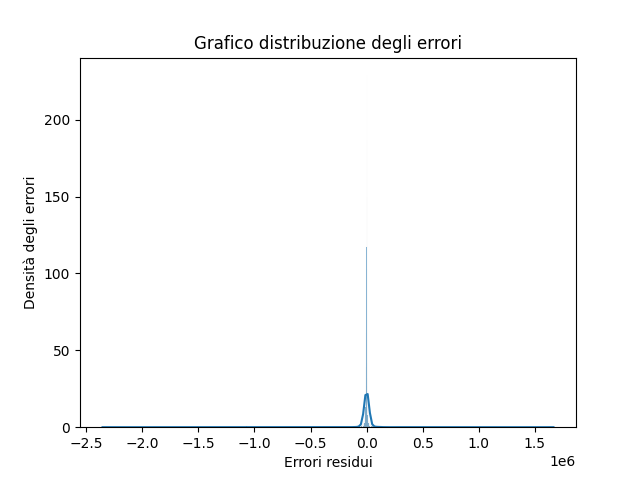 Grafico distribuzione degli errori
Densità degli errori
200
150
100
50
0
−2.5 −2.0 −1.5 −1.0 −0.5 0.0 0.5 1.0 1.5
1e6
Errori residui